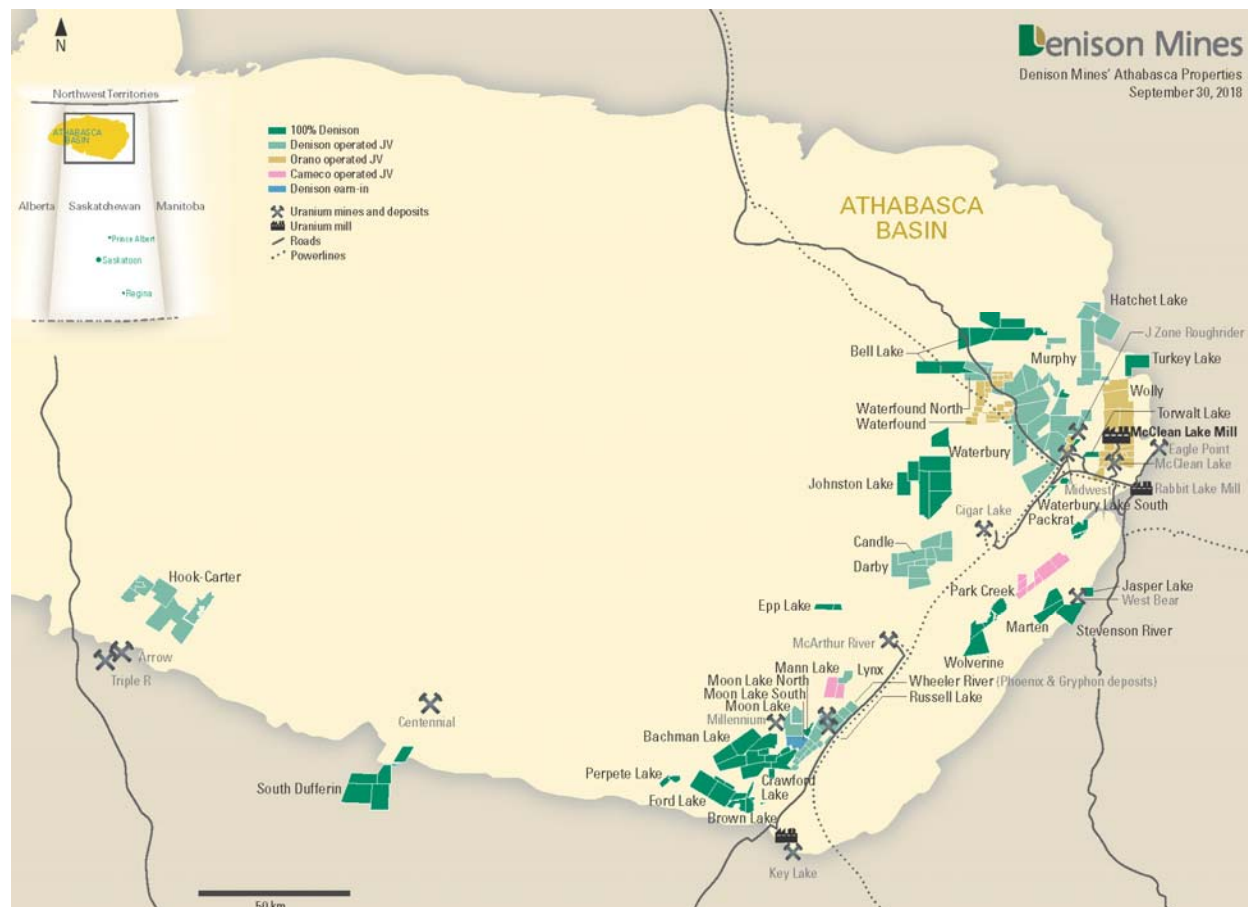 N
Denison Mines
Denison Mines' Athabasca Properties
September 30, 2018
Northwest Territories
ATHABASCA
BASIN
Alberta
Saskatchewan
Manitoba
Prince Albert
Saskatoon
Regina
100% Denison
Denison operated JV
Orano operated JV
Cameco operated JV
Denison earn-in
Uranium mines and deposits
Uranium mill
Roads
Powerlines
ATHABASCA
BASIN
Hatchet Lake
J Zone Roughrider
Bell Lake
Murphy
Turkey Lake
Wolly
Waterfound North
Torwalt Lake
Waterfound
McClean Lake Mill
Waterbury
Eagle Point
McClean Lake
Johnston Lake
Midwest
Rabbit Lake Mill
Waterbury Lake South
Cigar Lake
Packrat
Candle
Darby
Hook-Carter
Park Creek
Jasper Lake
West Bear
Epp Lake
Marten
Stevenson River
McArthur River
Wolverine
Arrow
Triple R
Mann Lake
Lynx
Moon Lake North
Wheeler River (Phoenix & Gryphon deposits)
Moon Lake South
Russell Lake
Moon Lake
Millennium
Centennial
Bachman Lake
Perpete Lake
Crawford
Lake
South Dufferin
Ford Lake
Brown Lake
Key Lake
50 km